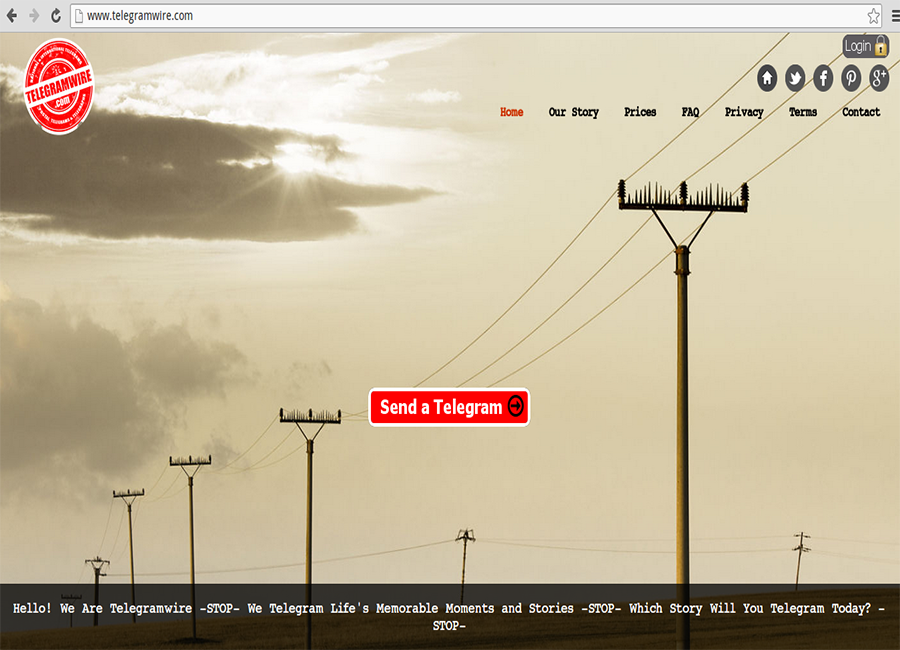 www.telegramwire.com
Login
TELEGRAMWIRE
.com
Home Our Story Prices FAQ Privacy Terms Contact
Send a Telegram
Hello! We Are Telegramwire -STOP- We Telegram Life's Memorable Moments and Stories -STOP- Which Story Will You Telegram Today? -
STOP-